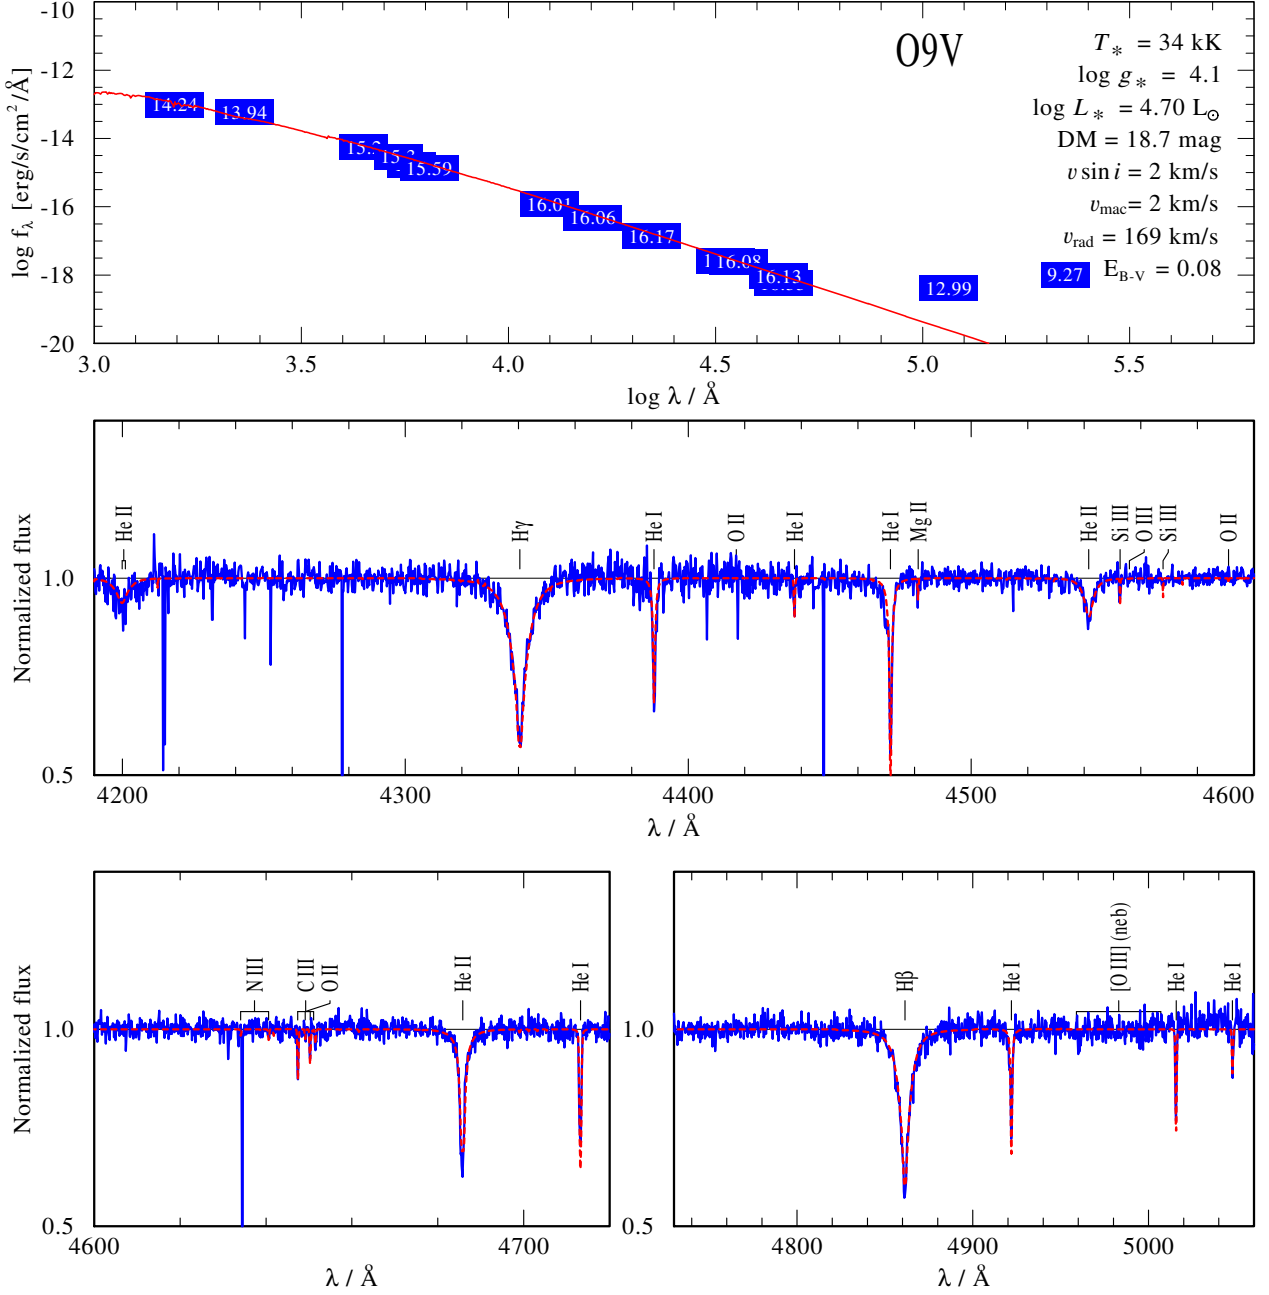 -10
-12
-14
-16
-18
-20
log fλ [erg/s/cm²/Å]
14.24
13.94
15.59
16.01
16.06
16.17
16.08
16.13
12.99
9.27
O9V
T* = 34 kK
log g* = 4.1
log L* = 4.70 L⊙
DM = 18.7 mag
v sin i = 2 km/s
vmac= 2 km/s
vrad = 169 km/s
EB-V = 0.08
3.0 3.5 4.0 4.5 5.0 5.5
log λ / Å
Normalized flux
1.0
0.5
He II
Hγ
He I
O II
He I
He I
Mg II
He II
Si III
O III
Si III
O II
4200 4300 4400 4500 4600
λ / Å
Normalized flux
1.0
0.5
N III
C III
O II
He II
He I
4600 4700
λ / Å
1.0
0.5
Hβ
He I
[O III] (neb)
He I
He I
4800 4900 5000
λ / Å